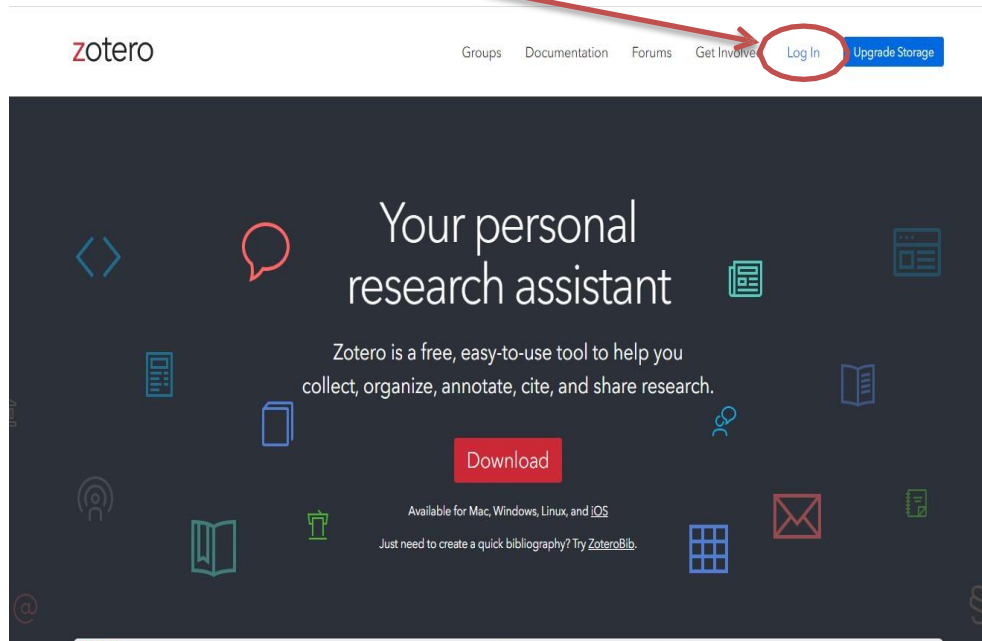 zotero
Groups Documentation Forums Get Involve Log In Upgrade Storage
Your personal
research assistant
Zotero is a free, easy-to-use tool to help you
collect, organize, annotate, cite, and share research.
Download
Available for Mac, Windows, Linux, and iOS
Just need to create a quick bibliography? Try ZoteroBib.
@
§